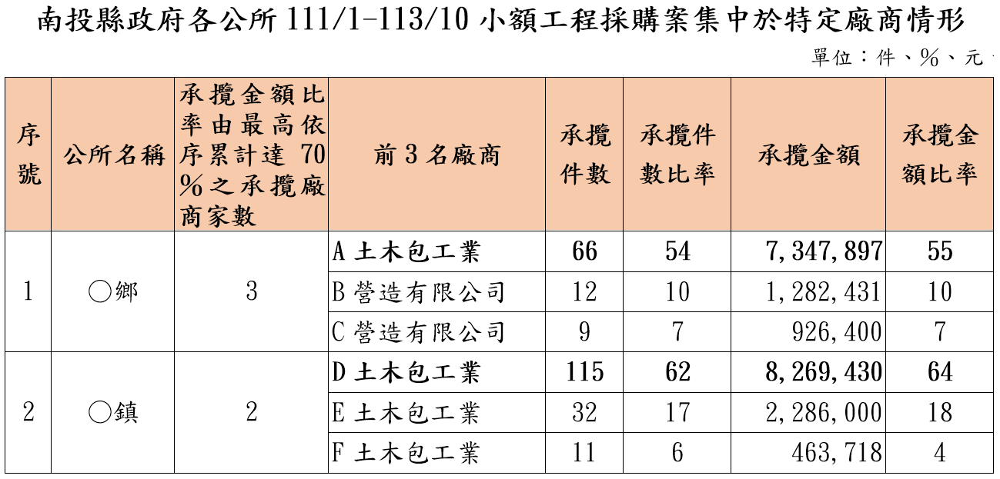 南投縣政府各公所 111/1-113/10 小額工程採購案集中於特定廠商情形
單位：件、%、元
序號 公所名稱 承攬金額比率由最高依序累計達 70%之承攬廠商家數 前 3 名廠商 承攬件數 承攬件數比率 承攬金額 承攬金額比率
1 ○鄉 3 A 土木包工業 66 54 7,347,897 55
B 營造有限公司 12 10 1,282,431 10
C 營造有限公司 9 7 926,400 7
2 ○鎮 2 D 土木包工業 115 62 8,269,430 64
E 土木包工業 32 17 2,286,000 18
F 土木包工業 11 6 463,718 4